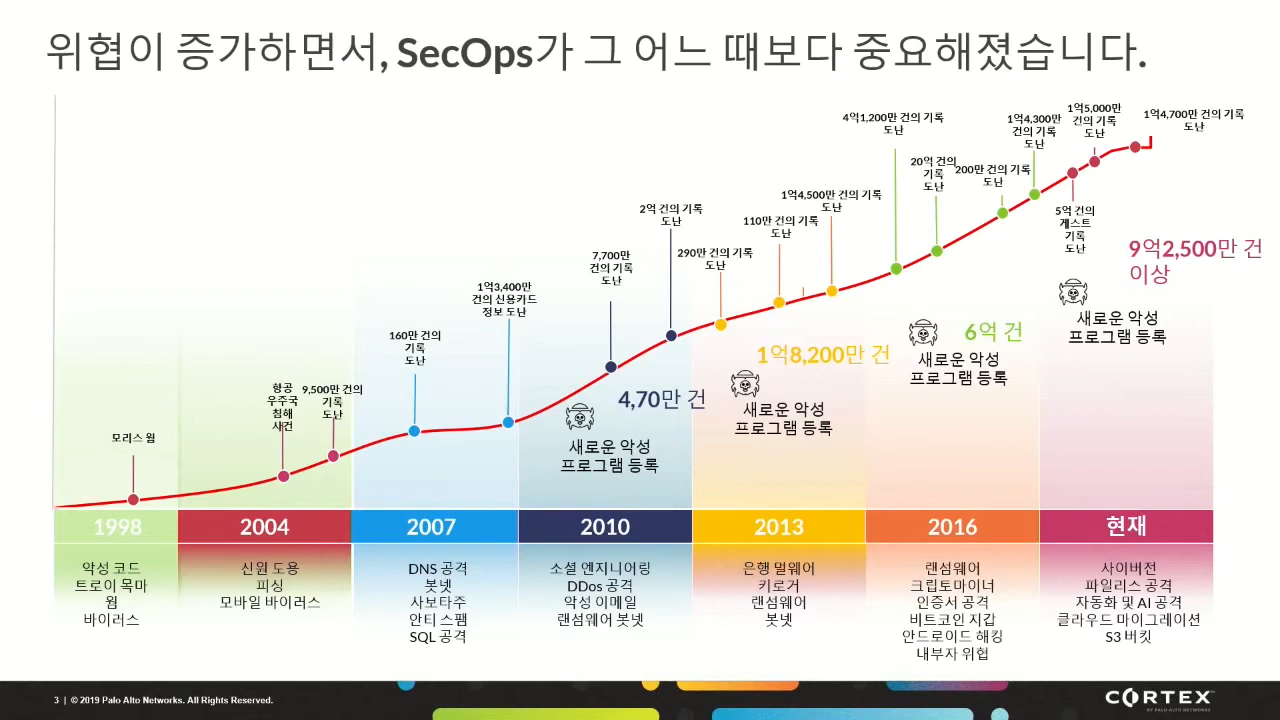 위협이 증가하면서, SecOps가 그 어느 때보다 중요해졌습니다.
모리스 웜
항공
우주국
침해
사건
9,500만 건의
기록
도난
160만 건의
기록
도난
1억3,400만
건의 신용카드
정보 도난
7,700만
건의 기록
도난
2억 건의 기록
도난
290만 건의 기록
도난
110만 건의 기록
도난
1억4,500만 건의 기록
도난
4억1,200만 건의 기록
도난
20억 건의
기록
도난
200만 건의 기록
도난
1억4,300만
건의 기록
도난
1억5,000만
건의 기록
도난
1억4,700만 건의 기록
도난
5억 건의
게스트
기록
도난
4,70만 건
새로운 악성
프로그램 등록
1억8,200만 건
새로운 악성
프로그램 등록
6억 건
새로운 악성
프로그램 등록
9억2,500만 건
이상
새로운 악성
프로그램 등록
1998
2004
2007
2010
2013
2016
현재
악성 코드
트로이 목마
웜
바이러스
신원 도용
피싱
모바일 바이러스
DNS 공격
봇넷
사보타주
안티 스팸
SQL 공격
소셜 엔지니어링
DDos 공격
악성 이메일
랜섬웨어 봇넷
은행 멀웨어
키로거
랜섬웨어
봇넷
랜섬웨어
크립토마이너
인증서 공격
비트코인 지갑
안드로이드 해킹
내부자 위협
사이버전
파일리스 공격
자동화 및 AI 공격
클라우드 마이그레이션
S3 버킷
3 | © 2019 Palo Alto Networks. All Rights Reserved.
CORTEX™
BY PALO ALTO NETWORKS